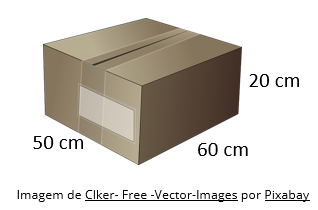 20 cm
50 cm
60 cm
Imagem de Clker- Free -Vector-Images por Pixabay